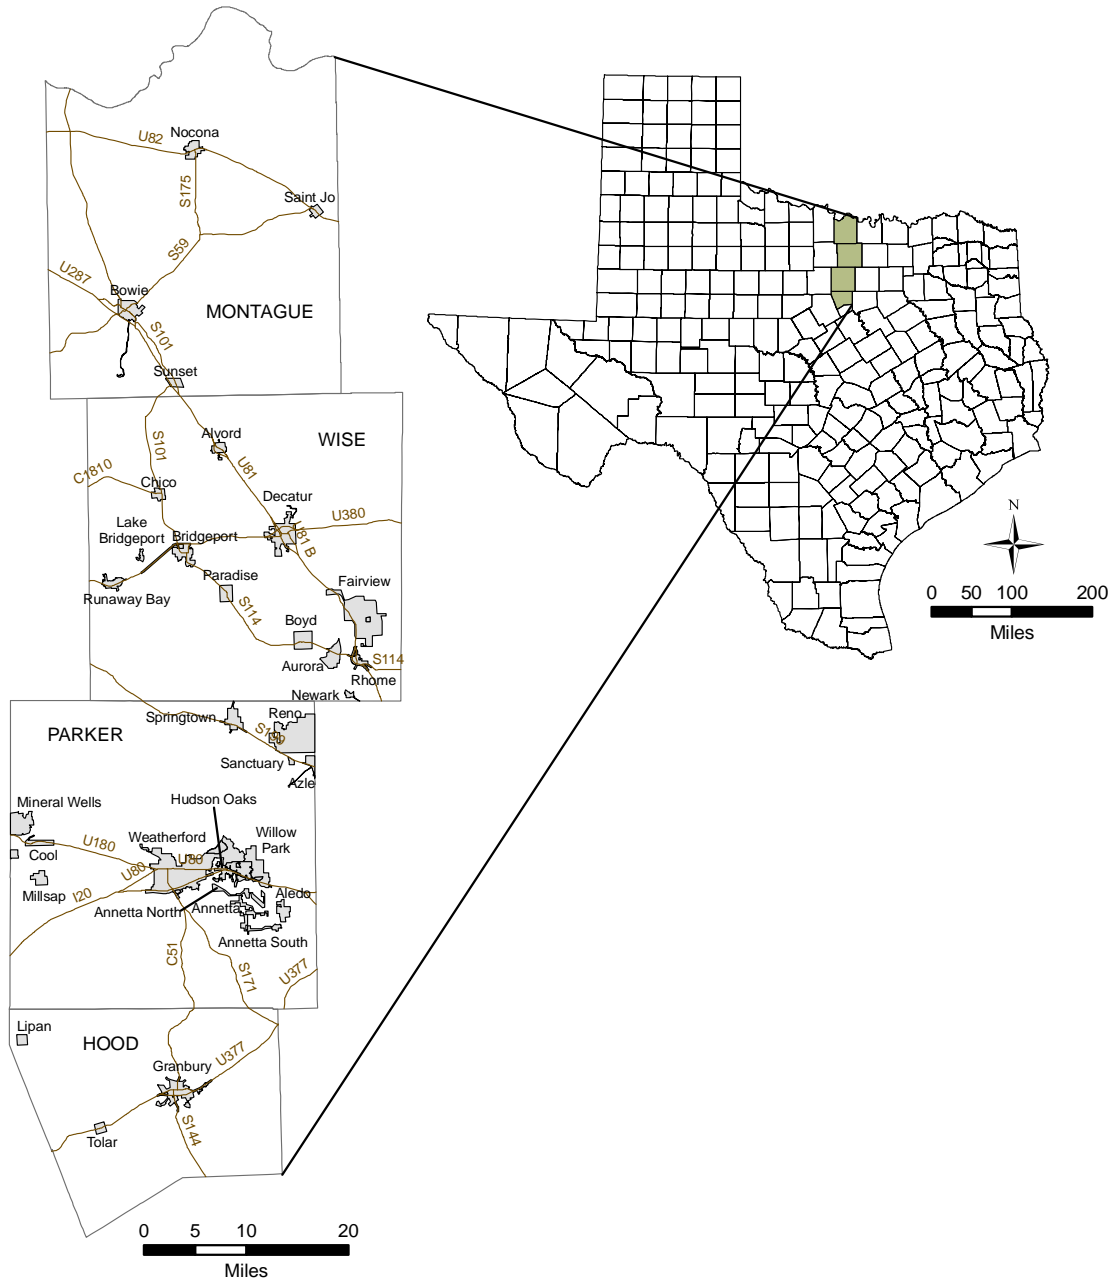 Nocona
U82
S175
Saint Jo
S59
U287
Bowie
MONTAGUE
S101
Sunset
WISE
Alvord
S101
U81
C1810
Chico
Decatur
U380
Lake
Bridgeport
Bridgeport
U81 B
Paradise
Fairview
Runaway Bay
S114
Boyd
Aurora
S114
Rhome
Newark
Springtown
Reno
PARKER
S199
Sanctuary
Azle
Mineral Wells
Hudson Oaks
Weatherford
Willow
Park
U180
Cool
U80
U80
Millsap
I20
Aledo
Annetta North
Annetta
Annetta South
C51
S171
U377
Lipan
HOOD
Granbury
U377
Tolar
S144
0 5 10 20
Miles
N
0 50 100 200
Miles